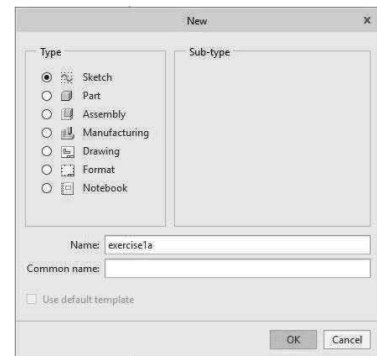 New
Type
Sub-type
Sketch
Part
Assembly
Manufacturing
Drawing
Format
Notebook
Name: exercise1a
Common name:
Use default template
OK Cancel